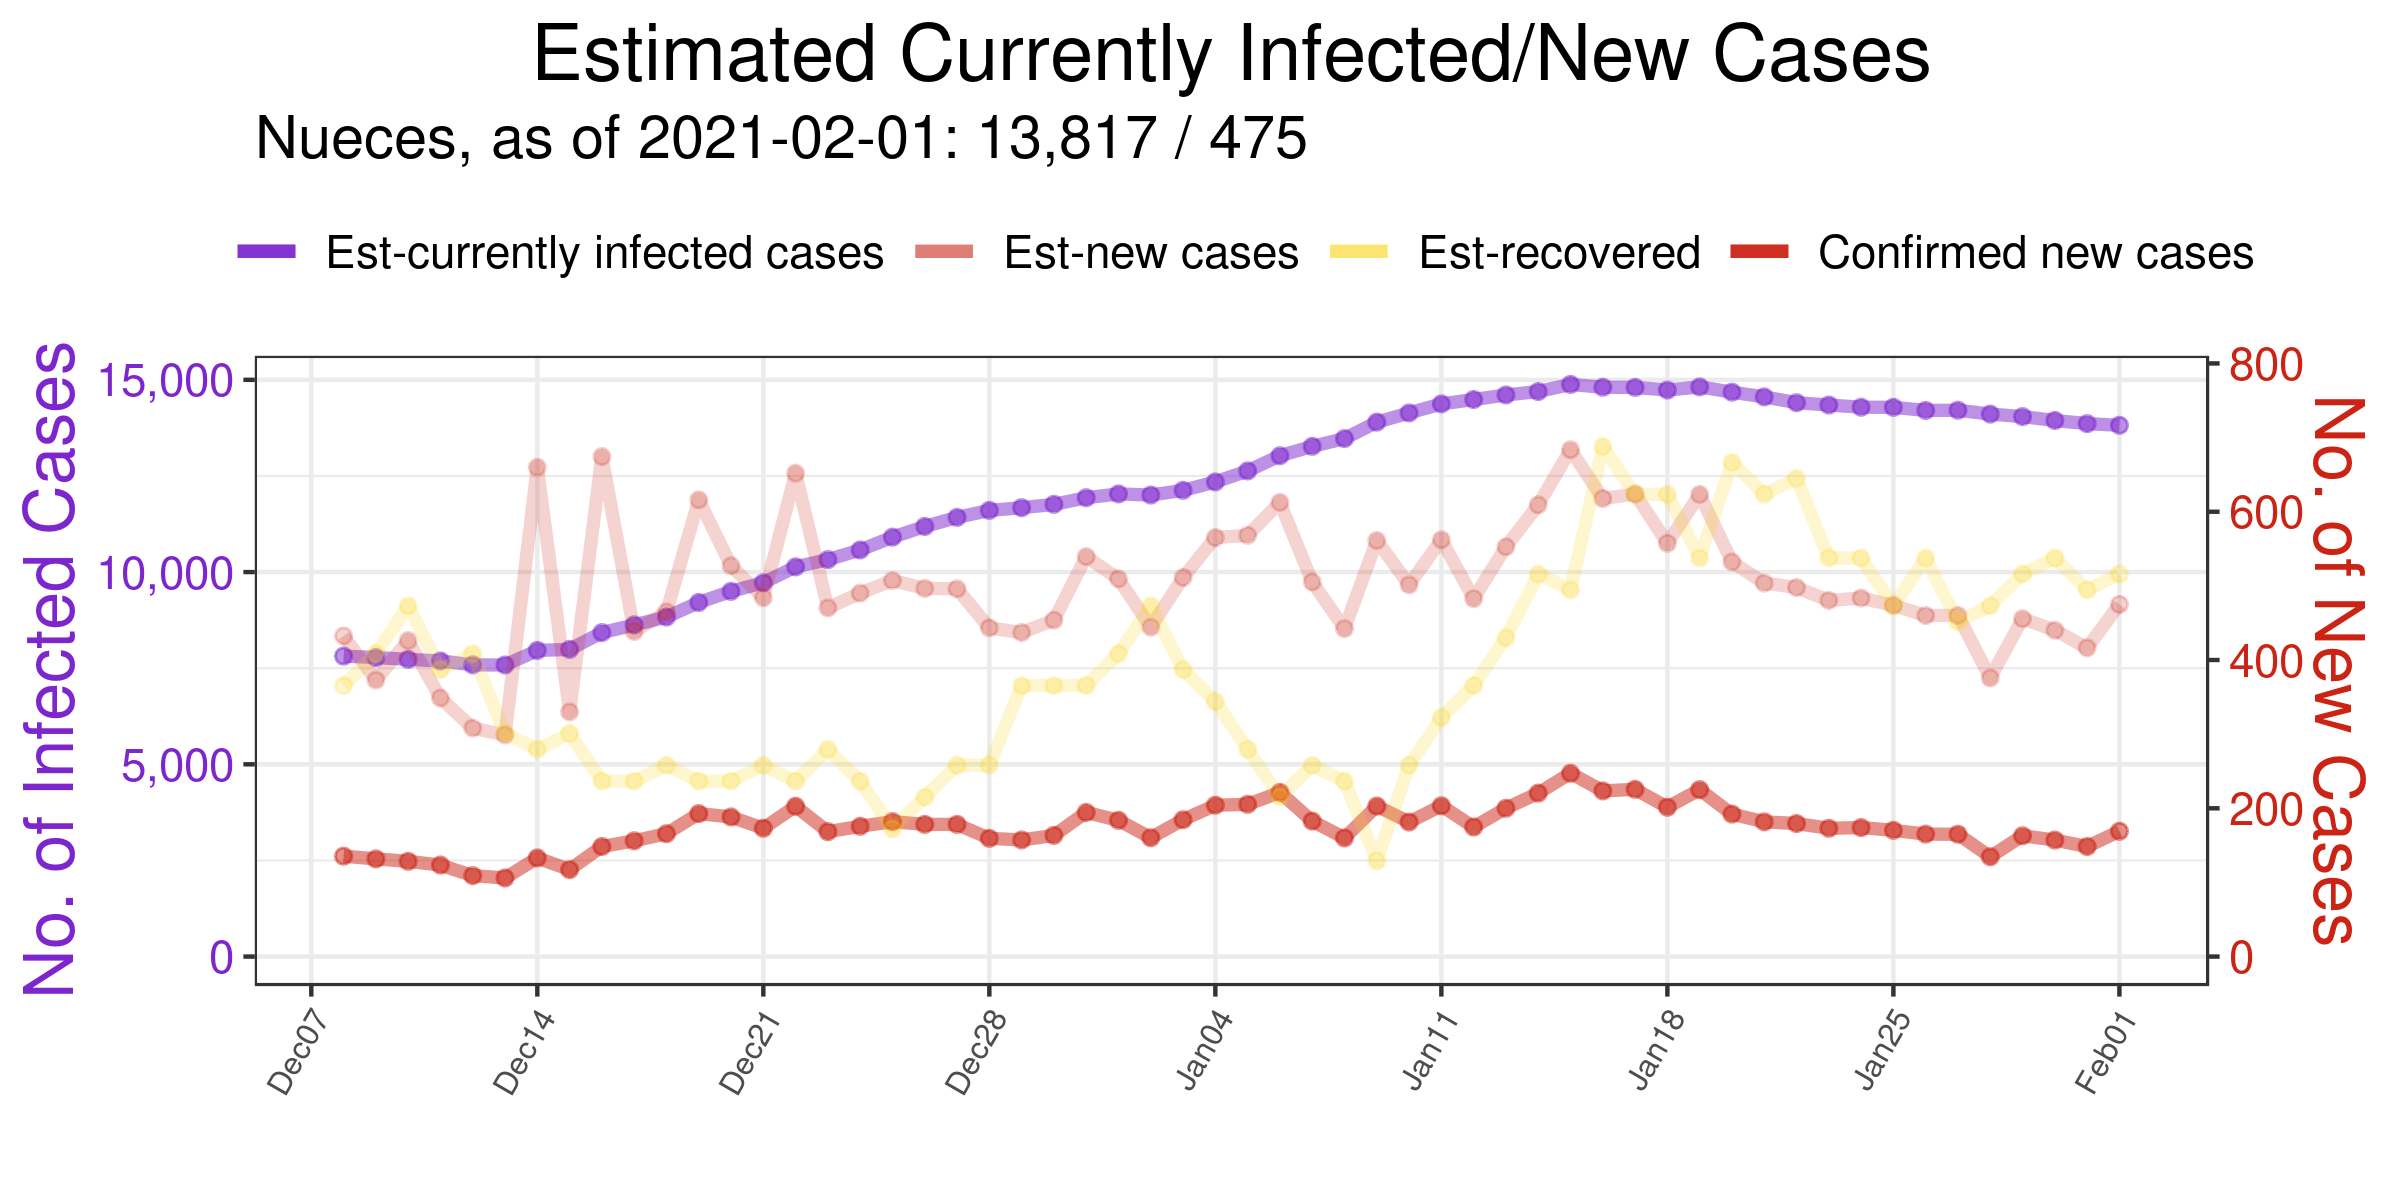 Estimated Currently Infected/New Cases
Nueces, as of 2021-02-01: 13,817 / 475
Est-currently infected cases Est-new cases Est-recovered Confirmed new cases
No. of Infected Cases
15,000
10,000
5,000
0
800
600
400
200
0
No. of New Cases
Dec07 Dec14 Dec21 Dec28 Jan04 Jan11 Jan18 Jan25 Feb01